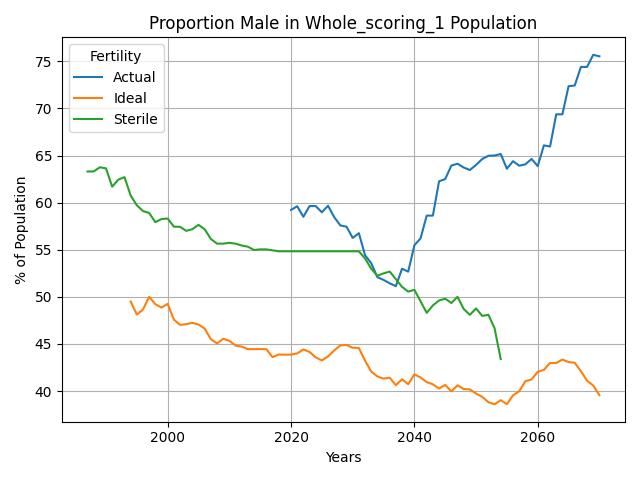 Proportion Male in Whole_scoring_1 Population
Fertility
Actual
Ideal
Sterile
% of Population
75
70
65
60
55
50
45
40
2000
2020
2040
2060
Years